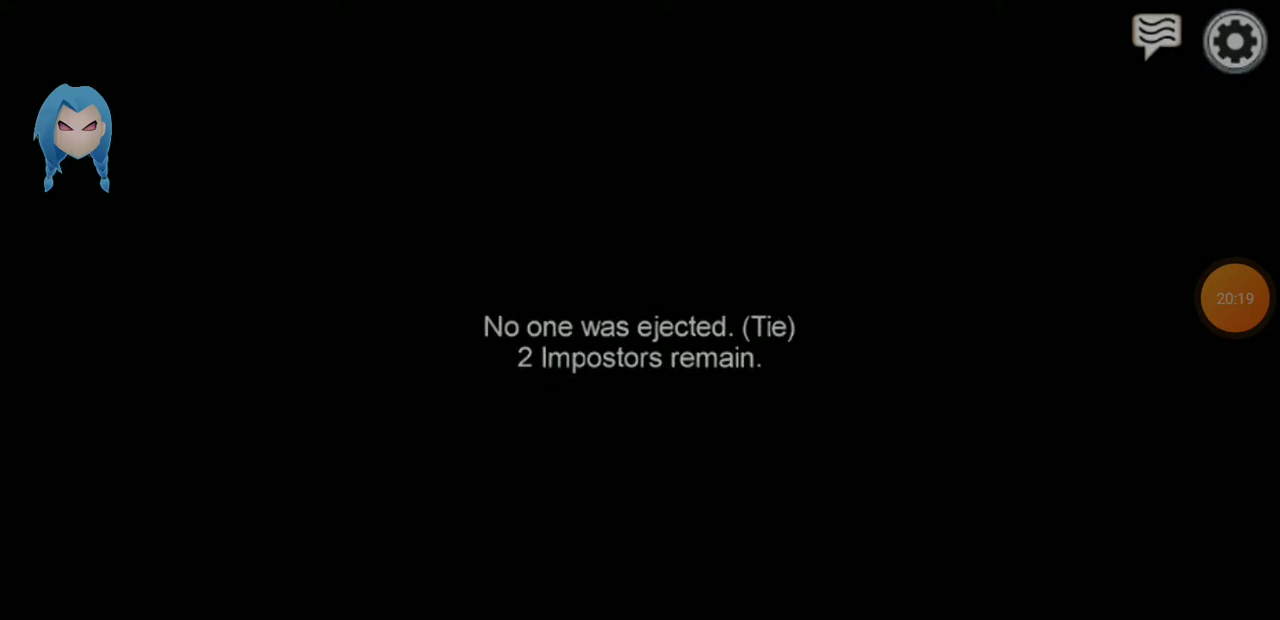 20:19
No one was ejected. (Tie)
2 Impostors remain.